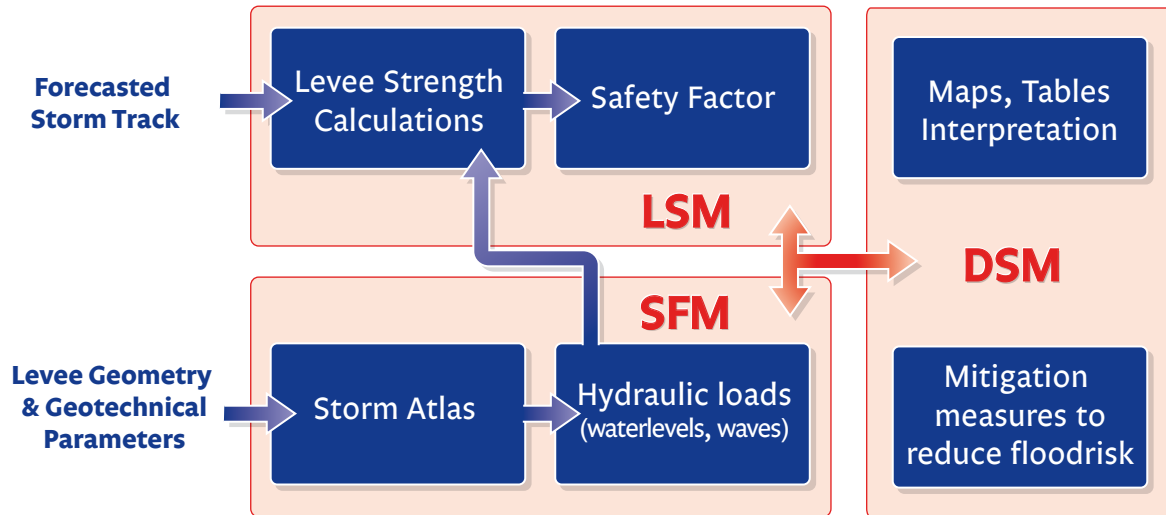 Forecasted
Storm Track
Levee Strength
Calculations
Safety Factor
LSM
Maps, Tables
Interpretation
DSM
SFM
Levee Geometry
& Geotechnical
Parameters
Storm Atlas
Hydraulic loads
(waterlevels, waves)
Mitigation
measures to
reduce floodrisk